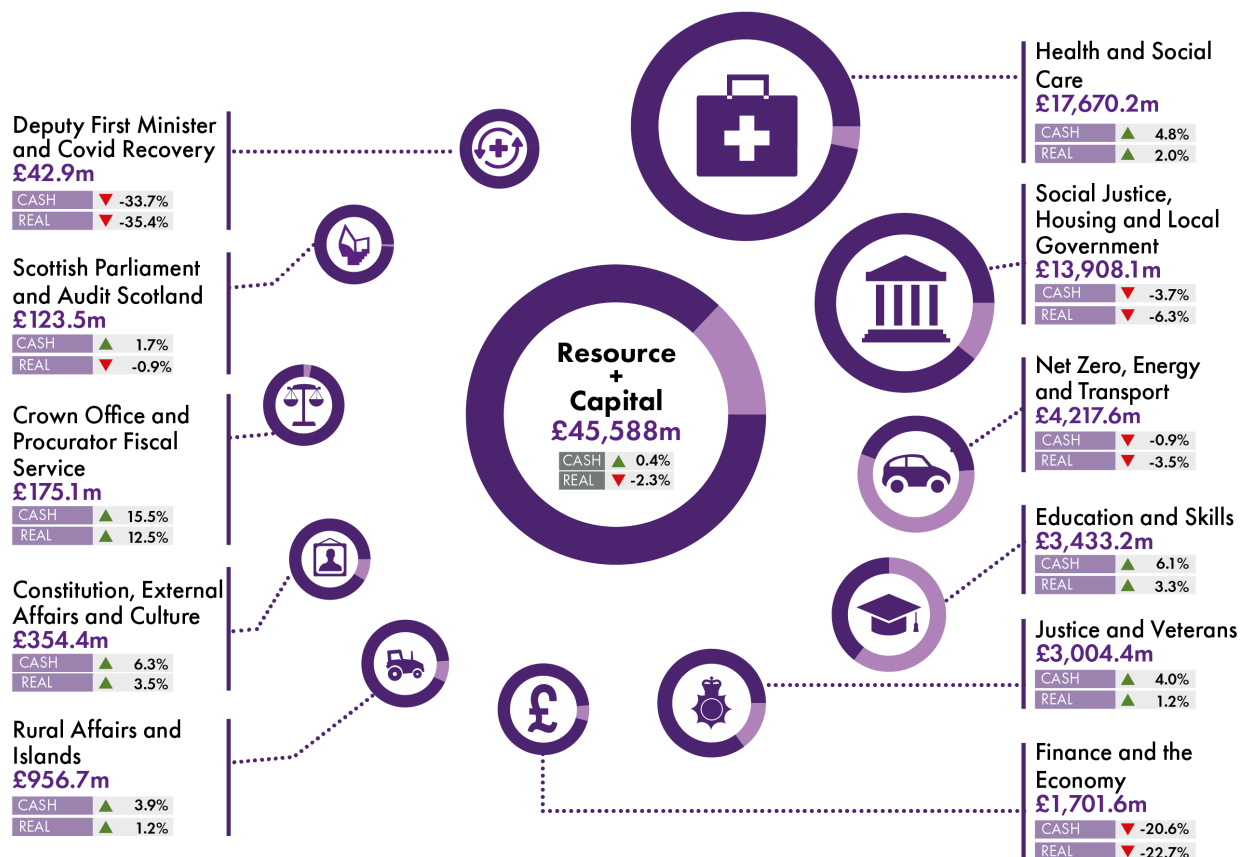 Deputy First Minister
and Covid Recovery
£42.9m
CASH ▼ -33.7%
REAL ▼ -35.4%
Scottish Parliament
and Audit Scotland
£123.5m
CASH ▲ 1.7%
REAL ▼ -0.9%
Crown Office and
Procurator Fiscal
Service
£175.1m
CASH ▲ 15.5%
REAL ▲ 12.5%
Constitution, External
Affairs and Culture
£354.4m
CASH ▲ 6.3%
REAL ▲ 3.5%
Rural Affairs and
Islands
£956.7m
CASH ▲ 3.9%
REAL ▲ 1.2%
Resource
+
Capital
£45,588m
CASH ▲ 0.4%
REAL ▼ -2.3%
£
Health and Social
Care
£17,670.2m
CASH ▲ 4.8%
REAL ▲ 2.0%
Social Justice,
Housing and Local
Government
£13,908.1m
CASH ▼ -3.7%
REAL ▼ -6.3%
Net Zero, Energy
and Transport
£4,217.6m
CASH ▼ -0.9%
REAL ▼ -3.5%
Education and Skills
£3,433.2m
CASH ▲ 6.1%
REAL ▲ 3.3%
Justice and Veterans
£3,004.4m
CASH ▲ 4.0%
REAL ▲ 1.2%
Finance and the
Economy
£1,701.6m
CASH ▼ -20.6%
REAL ▼ -22.7%